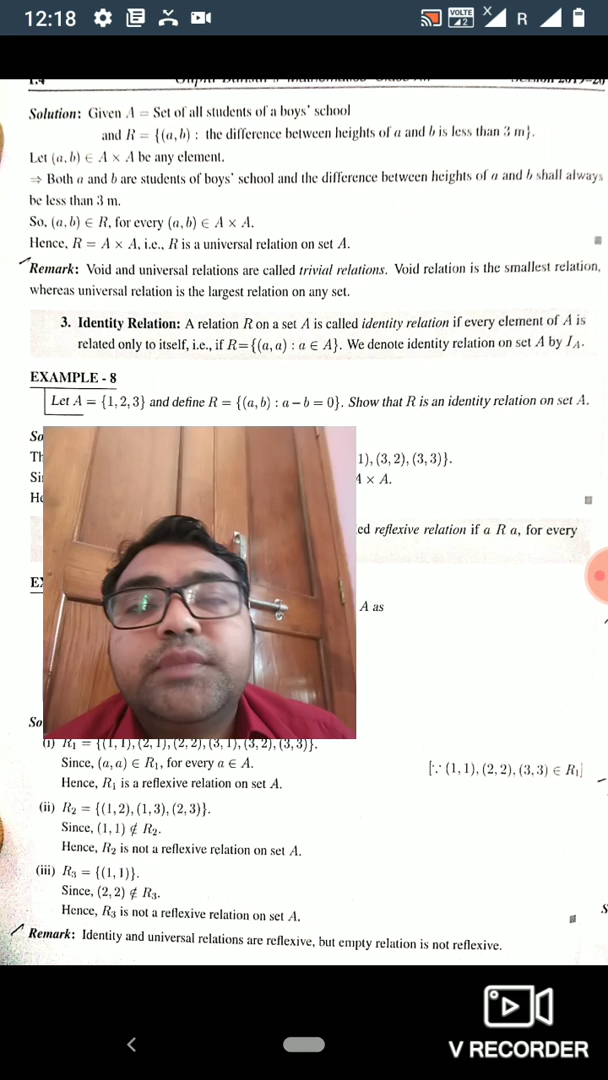 12:18
VOLTE
2
X
R
1.4
Solution: Given A = Set of all students of a boys' school
and R = {(a, b) : the difference between heights of a and b is less than 3 m}.
Let (a, b) ∈ A × A be any element.
⇒ Both a and b are students of boys' school and the difference between heights of a and b shall always
be less than 3 m.
So, (a, b) ∈ R, for every (a, b) ∈ A × A.
Hence, R = A × A, i.e., R is a universal relation on set A.
Remark: Void and universal relations are called trivial relations. Void relation is the smallest relation,
whereas universal relation is the largest relation on any set.
3. Identity Relation: A relation R on a set A is called identity relation if every element of A is
related only to itself, i.e., if R = {(a, a) : a ∈ A}. We denote identity relation on set A by I_A.
EXAMPLE - 8
Let A = {1, 2, 3} and define R = {(a, b) : a − b = 0}. Show that R is an identity relation on set A.
So
Th 1), (3, 2), (3, 3)}.
Si × A.
He
ed reflexive relation if a R a, for every
EX
A as
So
(i) R₁ = {(1, 1), (2, 1), (2, 2), (3, 1), (3, 2), (3, 3)}.
Since, (a, a) ∈ R₁, for every a ∈ A. [∵ (1, 1), (2, 2), (3, 3) ∈ R₁]
Hence, R₁ is a reflexive relation on set A.
(ii) R₂ = {(1, 2), (1, 3), (2, 3)}.
Since, (1, 1) ∉ R₂.
Hence, R₂ is not a reflexive relation on set A.
(iii) R₃ = {(1, 1)}.
Since, (2, 2) ∉ R₃.
Hence, R₃ is not a reflexive relation on set A.
S
Remark: Identity and universal relations are reflexive, but empty relation is not reflexive.
V RECORDER